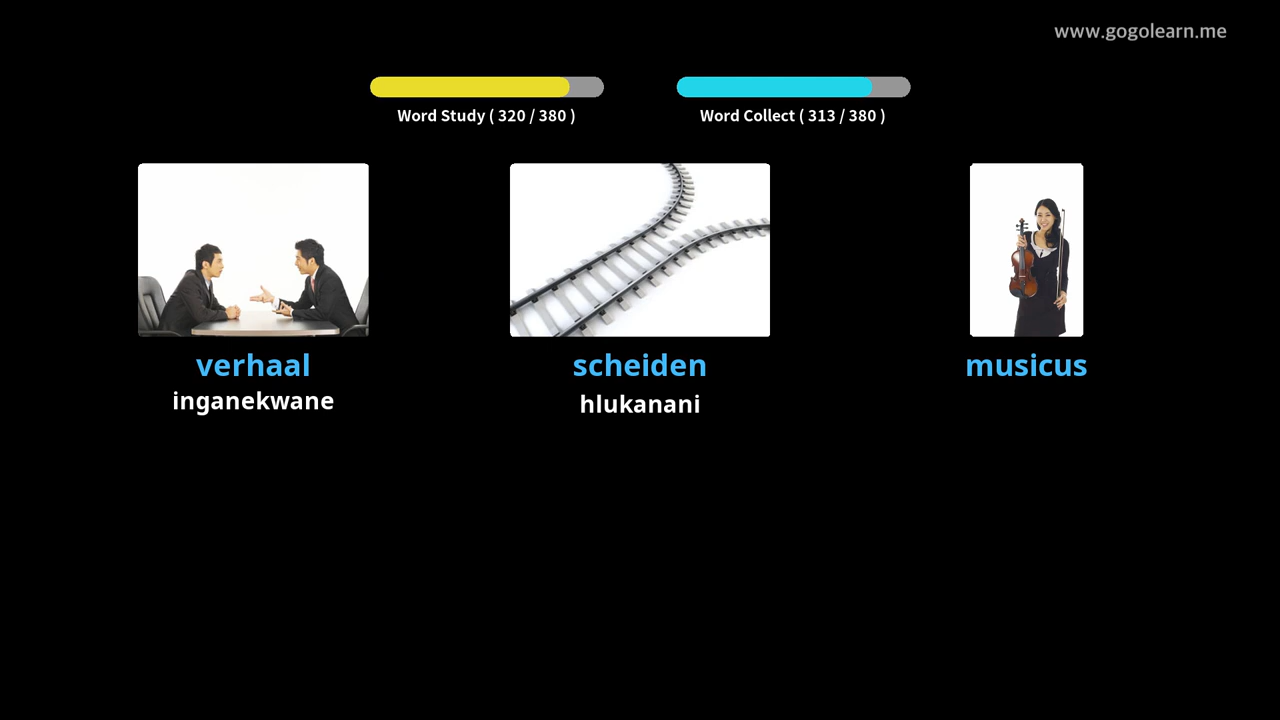 www.gogolearn.me
Word Study ( 320 / 380 )
Word Collect ( 313 / 380 )
verhaal
inganekwane
scheiden
hlukanani
musicus